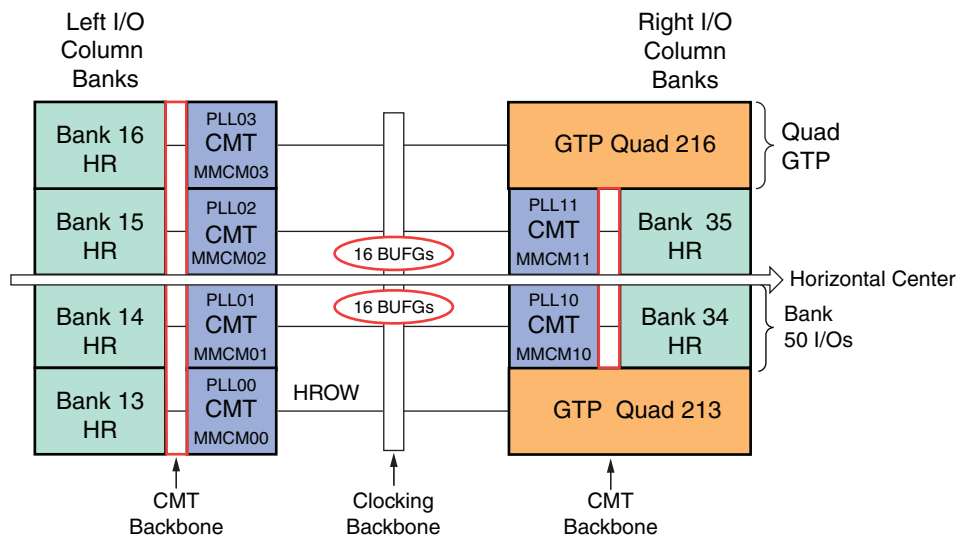 Left I/O
Column
Banks
Right I/O
Column
Banks
Bank 16
HR
PLL03
CMT
MMCM03
GTP Quad 216
Quad
GTP
Bank 15
HR
PLL02
CMT
MMCM02
16 BUFGs
PLL11
CMT
MMCM11
Bank 35
HR
Horizontal Center
Bank 14
HR
PLL01
CMT
MMCM01
16 BUFGs
PLL10
CMT
MMCM10
Bank 34
HR
Bank
50 I/Os
Bank 13
HR
PLL00
CMT
MMCM00
HROW
GTP Quad 213
CMT
Backbone
Clocking
Backbone
CMT
Backbone